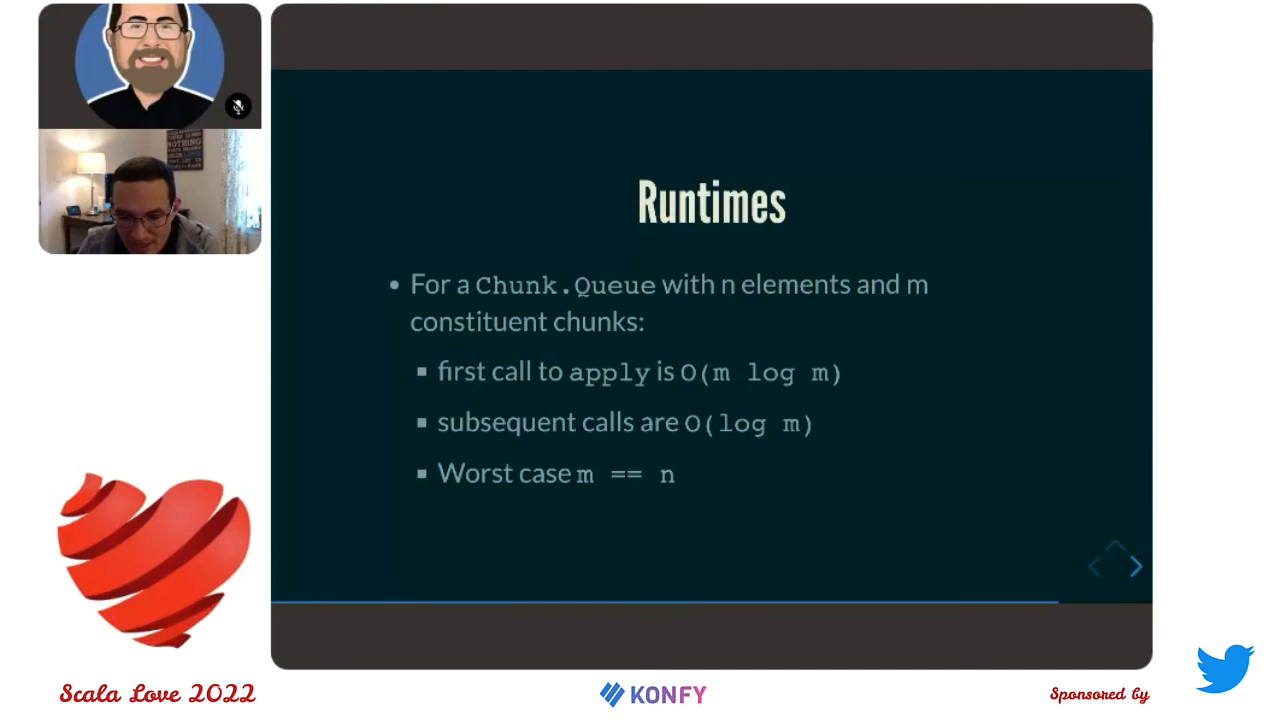 NOTHING
Runtimes
• For a Chunk.Queue with n elements and m
constituent chunks:
▪ first call to apply is O(m log m)
▪ subsequent calls are O(log m)
▪ Worst case m == n
Scala Love 2022
KONFY
Sponsored by